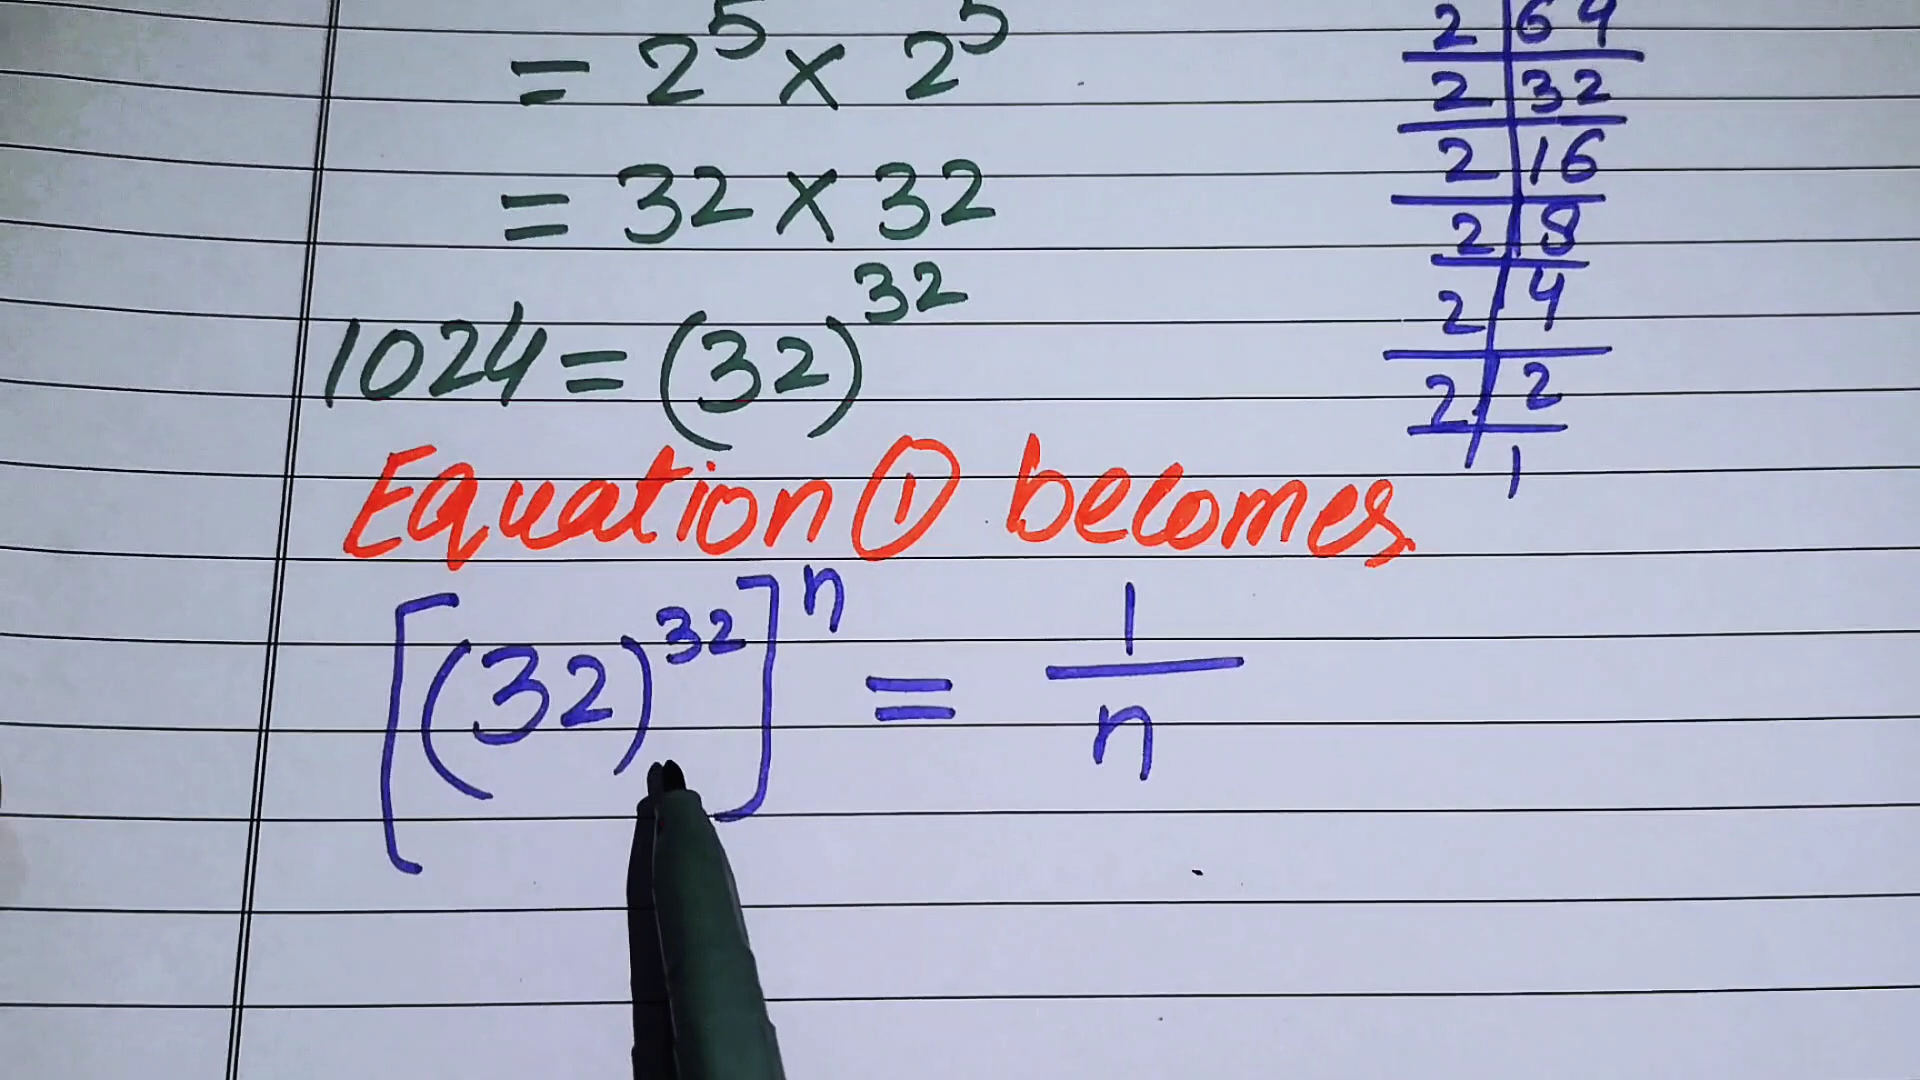 = 2⁵ × 2⁵
= 32 × 32
1024 = (32)³²
Equation ① becomes
[(32)³²]ⁿ = 1/n
2 | 64
2 | 32
2 | 16
2 | 8
2 | 4
2 | 2
1